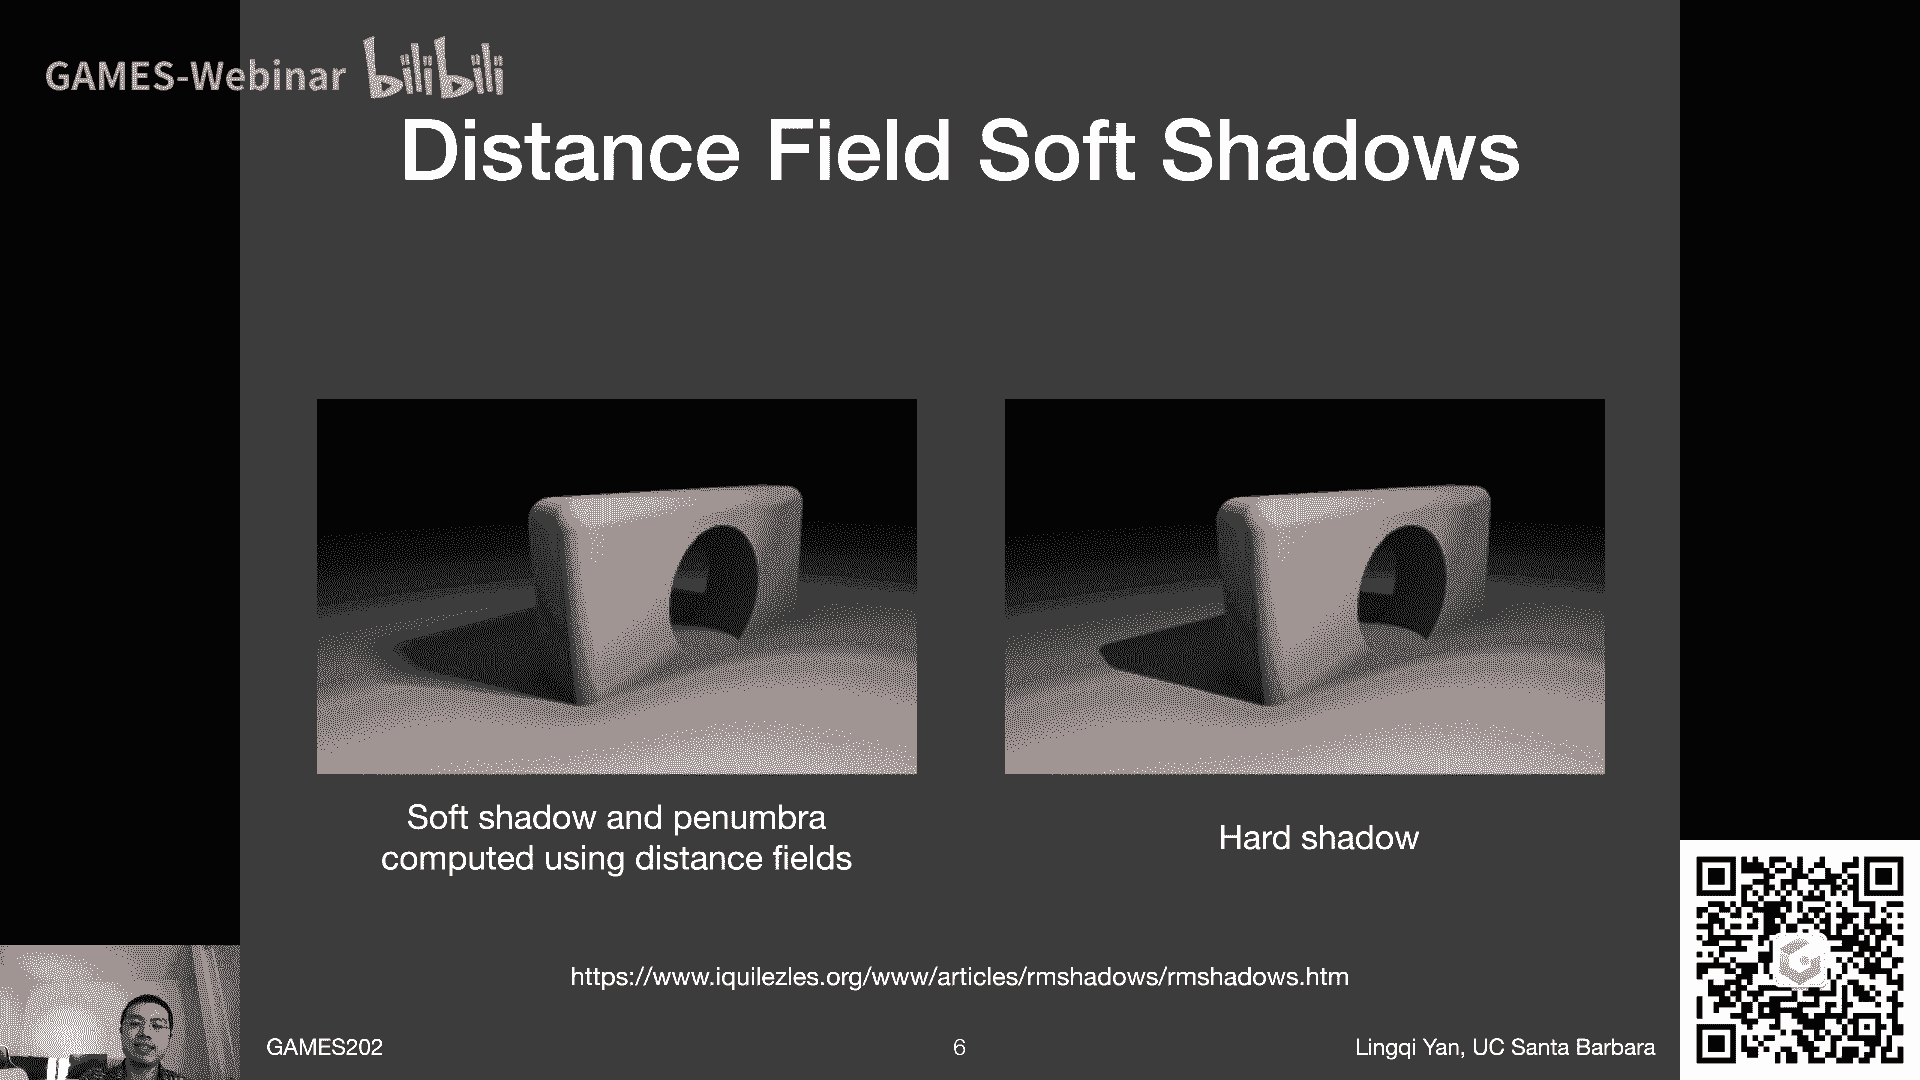 GAMES-Webinar bilibili
Distance Field Soft Shadows
Soft shadow and penumbra
computed using distance fields
Hard shadow
https://www.iquilezles.org/www/articles/rmshadows/rmshadows.htm
GAMES202
6
Lingqi Yan, UC Santa Barbara